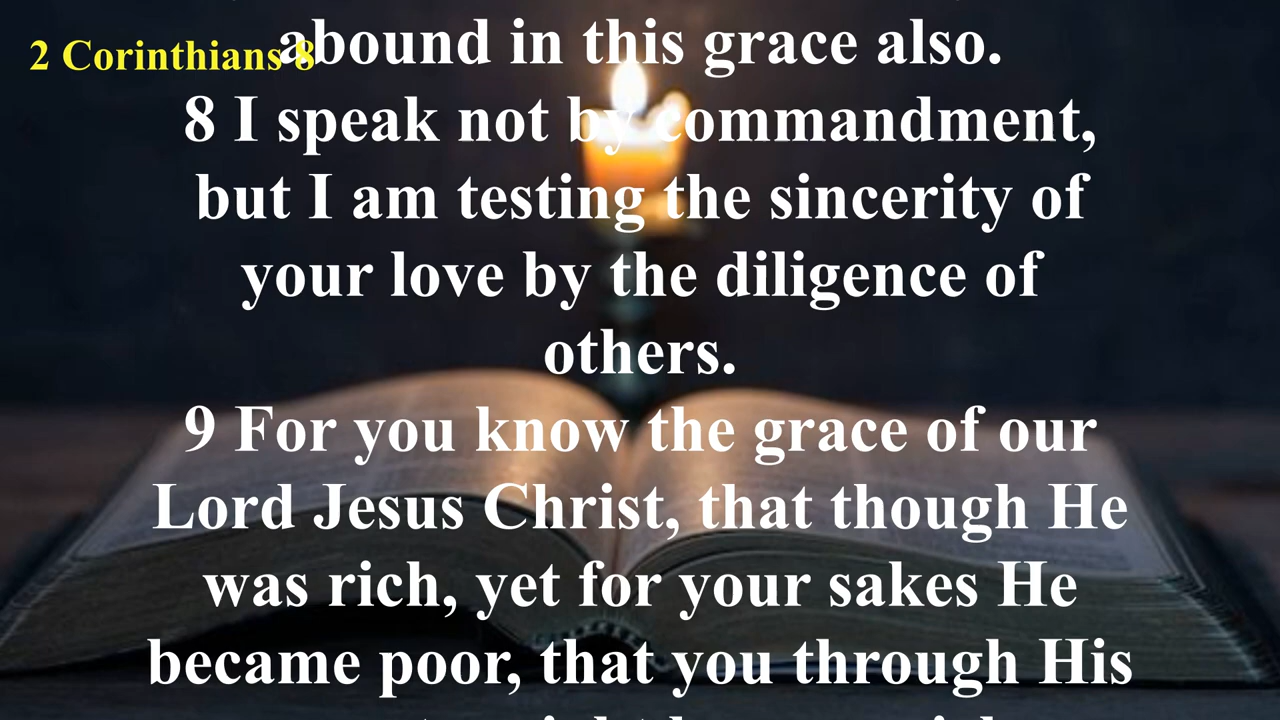 2 Corinthians 8
abound in this grace also.
8 I speak not by commandment,
but I am testing the sincerity of
your love by the diligence of
others.
9 For you know the grace of our
Lord Jesus Christ, that though He
was rich, yet for your sakes He
became poor, that you through His